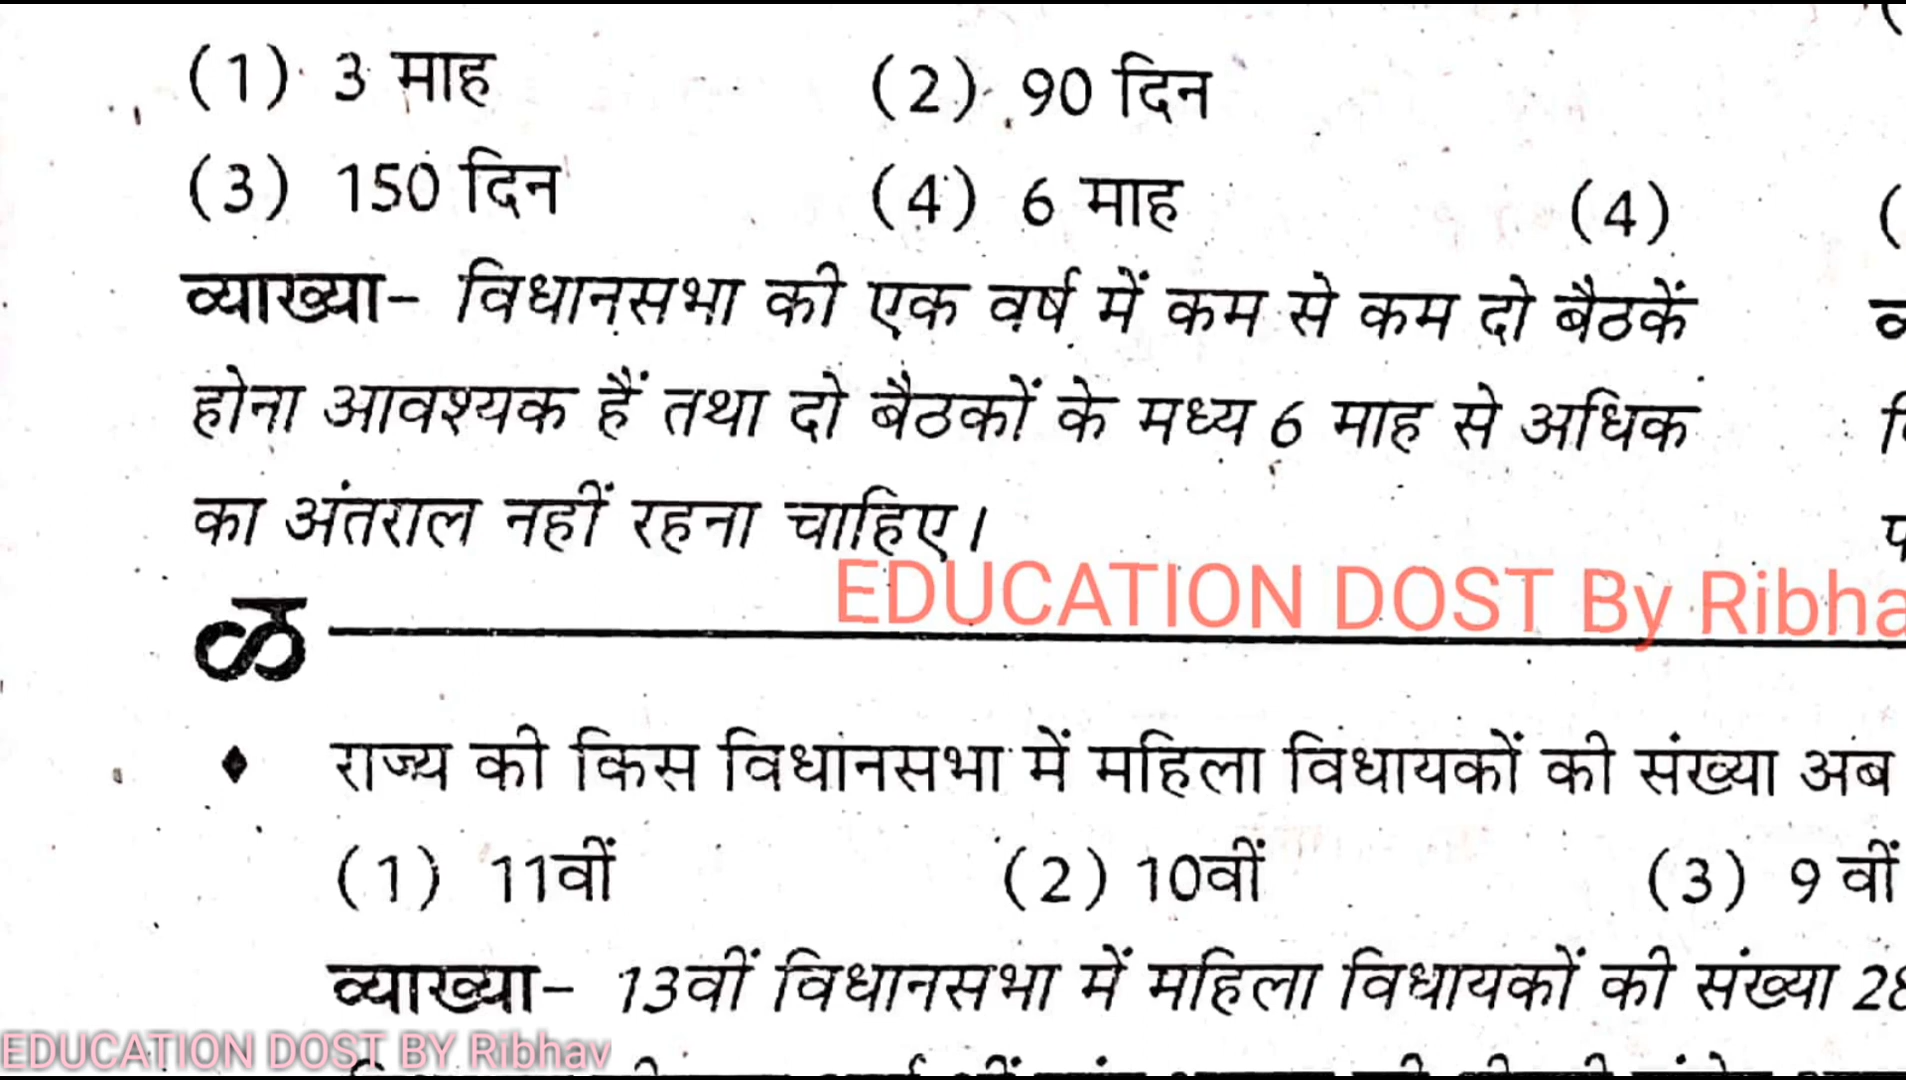 (1) 3 माह (2) 90 दिन
(3) 150 दिन (4) 6 माह (4)
व्याख्या- विधानसभा की एक वर्ष में कम से कम दो बैठकें
होना आवश्यक हैं तथा दो बैठकों के मध्य 6 माह से अधिक
का अंतराल नहीं रहना चाहिए।
EDUCATION DOST By Ribha
♦ राज्य की किस विधानसभा में महिला विधायकों की संख्या अब
(1) 11वीं (2) 10वीं (3) 9 वीं
व्याख्या- 13वीं विधानसभा में महिला विधायकों की संख्या 28
EDUCATION DOST BY Ribhav